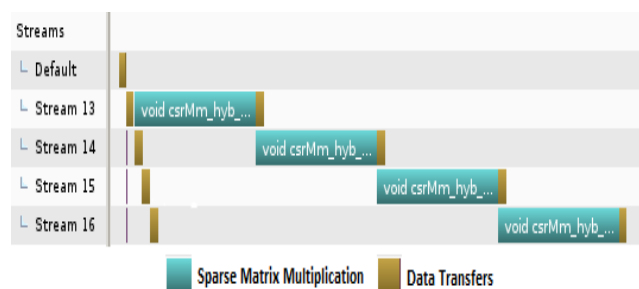 Streams
Default
Stream 13
void csrMm_hyb_...
Stream 14
void csrMm_hyb_...
Stream 15
void csrMm_hyb_...
Stream 16
void csrMm_hyb_...
Sparse Matrix Multiplication
Data Transfers